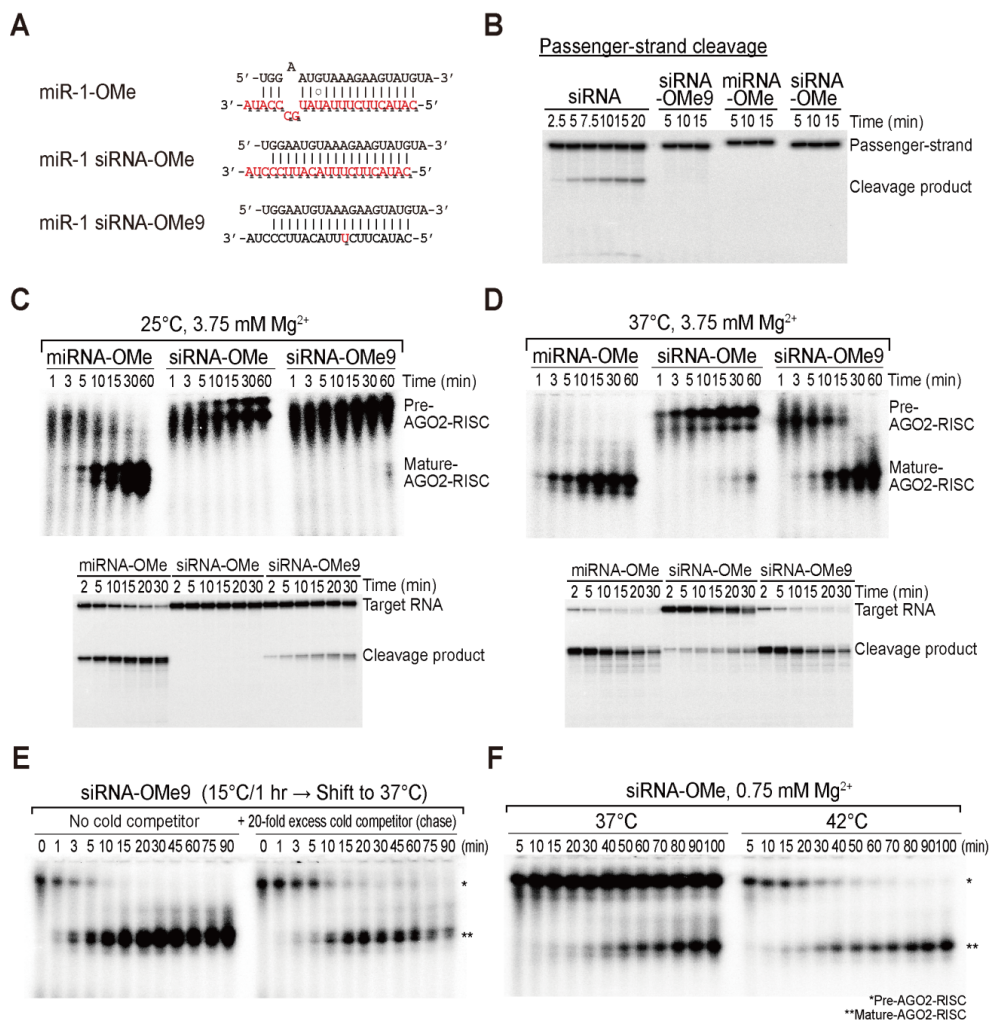 A
miR-1-OMe
A
5′-UGG AUGUAAAGAAGUAUGUA-3′
3′-AUACC UAUAUUUCUUCAUAC-5′
CG
miR-1 siRNA-OMe
5′-UGGAAUGUAAAGAAGUAUGUA-3′
3′-AUCCCUUACAUUUCUUCAUAC-5′
miR-1 siRNA-OMe9
5′-UGGAAUGUAAAGAAGUAUGUA-3′
3′-AUCCCUUACAUUUCUUCAUAC-5′
B
Passenger-strand cleavage
siRNA siRNA-OMe9 miRNA-OMe siRNA-OMe
2.5 5 7.5 10 15 20 5 10 15 5 10 15 5 10 15 Time (min)
Passenger-strand
Cleavage product
C
25°C, 3.75 mM Mg2+
miRNA-OMe siRNA-OMe siRNA-OMe9
1 3 5 10 15 30 60 1 3 5 10 15 30 60 1 3 5 10 15 30 60 Time (min)
Pre-
AGO2-RISC
Mature-
AGO2-RISC
miRNA-OMe siRNA-OMe siRNA-OMe9
2 5 10 15 20 30 2 5 10 15 20 30 2 5 10 15 20 30 Time (min)
Target RNA
Cleavage product
D
37°C, 3.75 mM Mg2+
miRNA-OMe siRNA-OMe siRNA-OMe9
1 3 5 10 15 30 60 1 3 5 10 15 30 60 1 3 5 10 15 30 60 Time (min)
Pre-
AGO2-RISC
Mature-
AGO2-RISC
miRNA-OMe siRNA-OMe siRNA-OMe9
2 5 10 15 20 30 2 5 10 15 20 30 2 5 10 15 20 30 Time (min)
Target RNA
Cleavage product
E
siRNA-OMe9 (15°C/1 hr → Shift to 37°C)
No cold competitor + 20-fold excess cold competitor (chase)
0 1 3 5 10 15 20 30 45 60 75 90 0 1 3 5 10 15 20 30 45 60 75 90 (min)
*
**
F
siRNA-OMe, 0.75 mM Mg2+
37°C 42°C
5 10 15 20 30 40 50 60 70 80 90 100 5 10 15 20 30 40 50 60 70 80 90 100 (min)
*
**
*Pre-AGO2-RISC
**Mature-AGO2-RISC